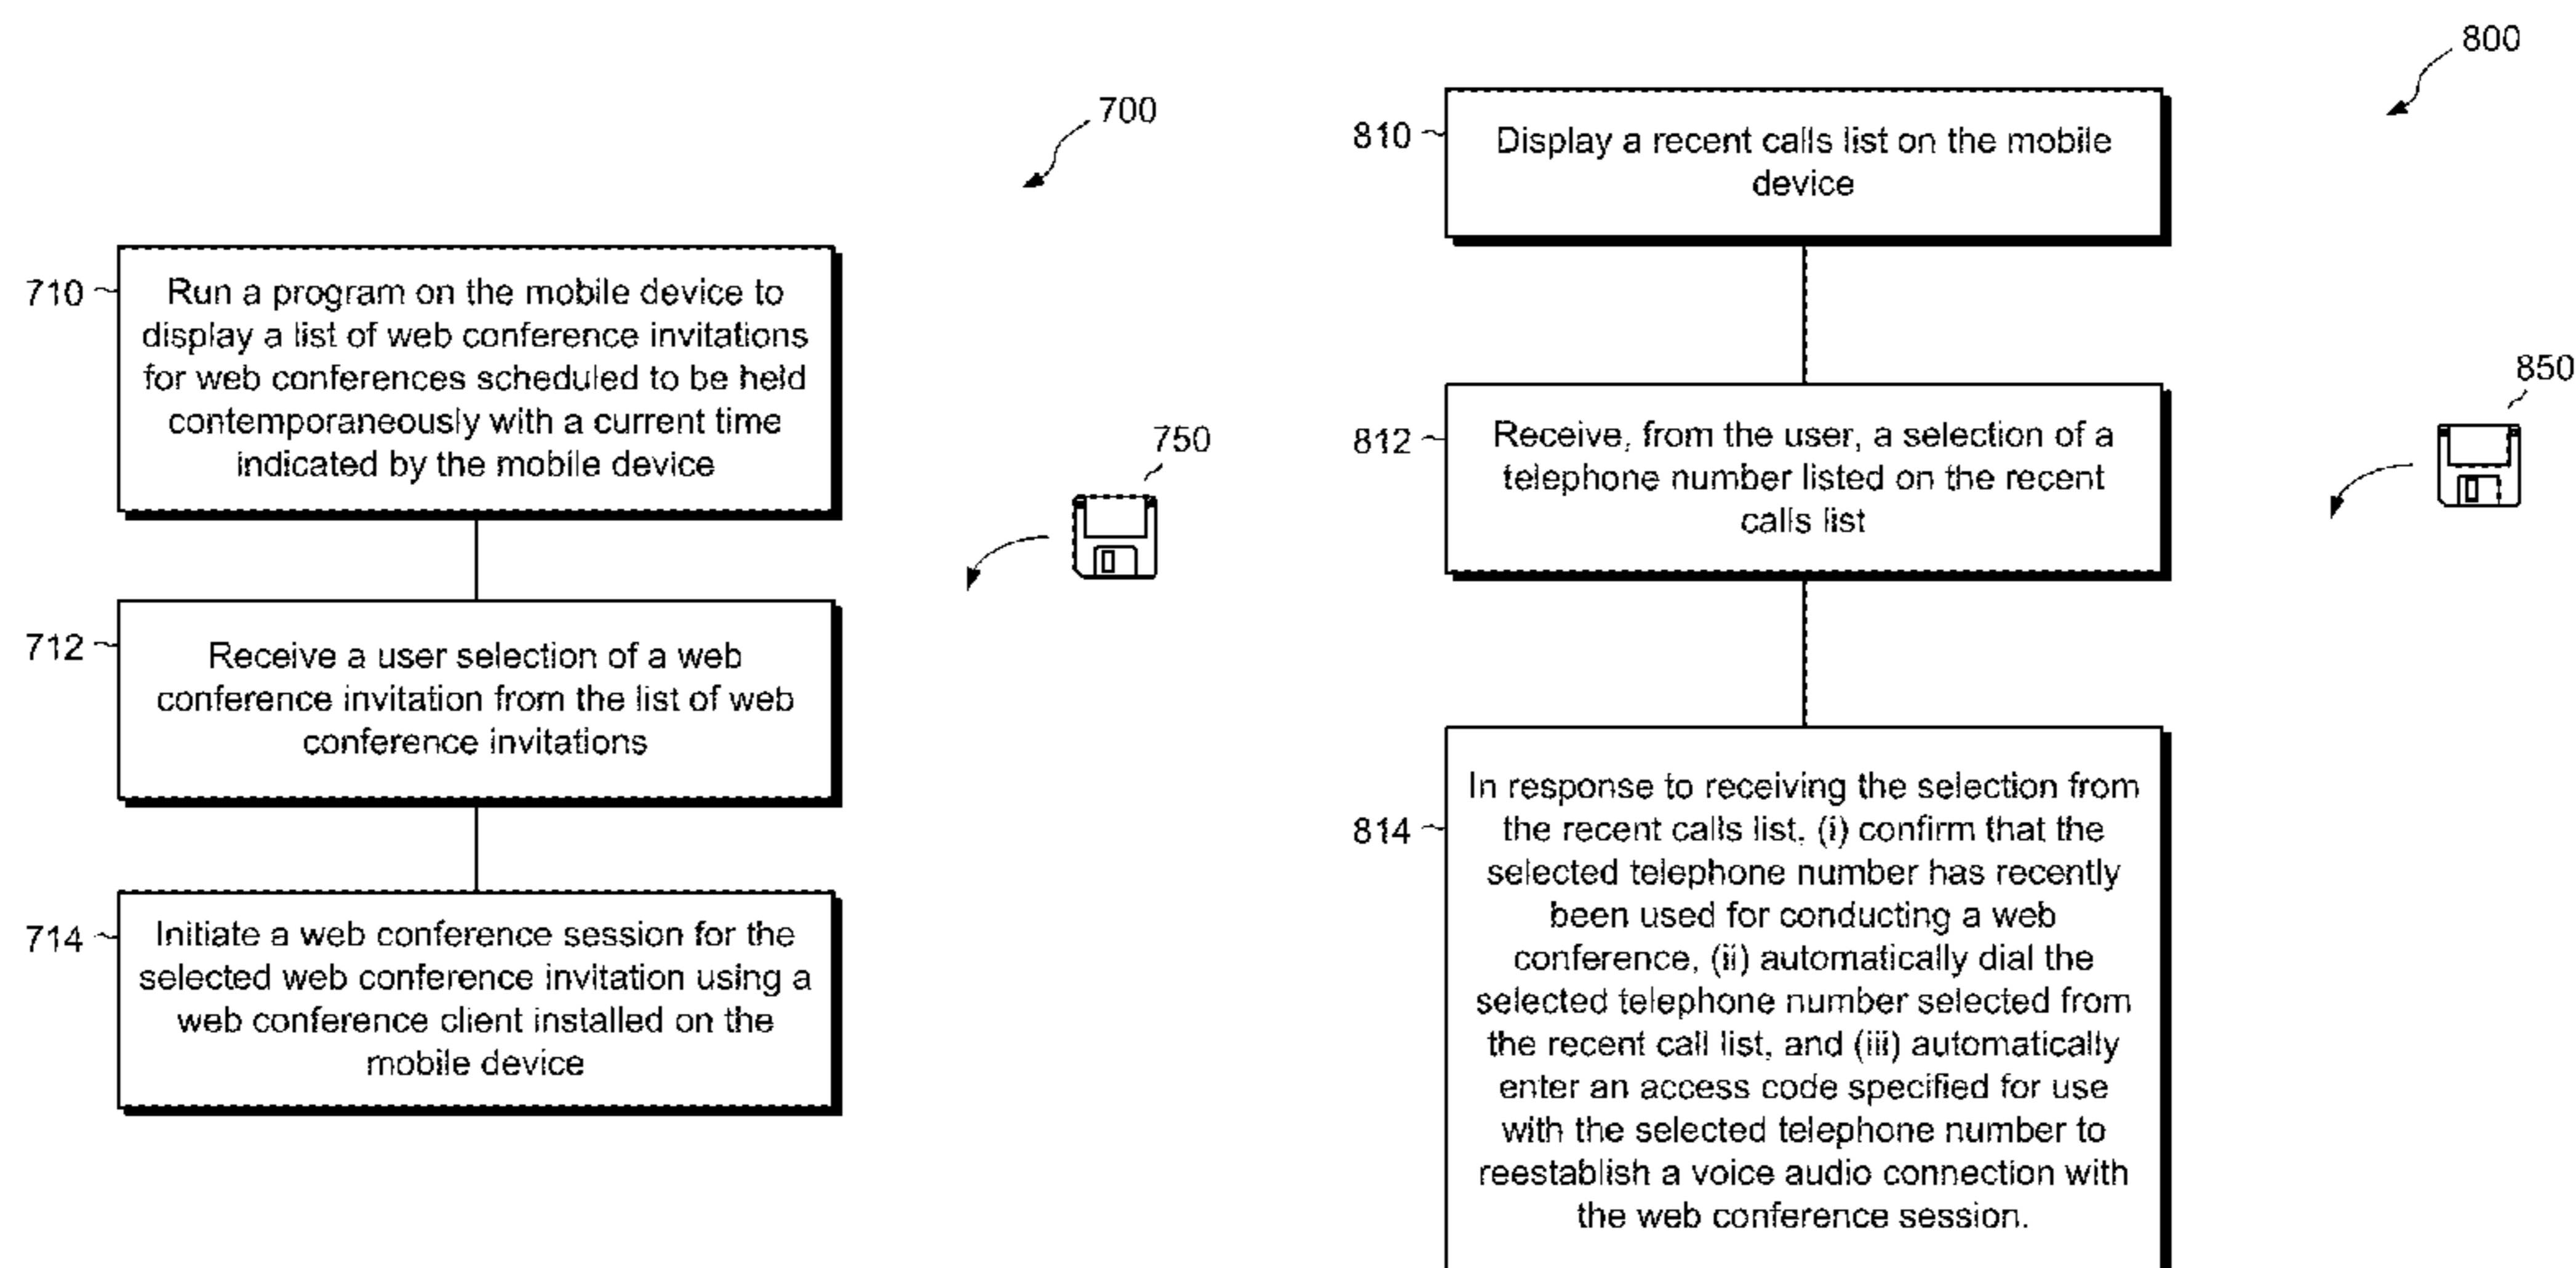 700
710
Run a program on the mobile device to
display a list of web conference invitations
for web conferences scheduled to be held
contemporaneously with a current time
indicated by the mobile device
750
712
Receive a user selection of a web
conference invitation from the list of web
conference invitations
714
Initiate a web conference session for the
selected web conference invitation using a
web conference client installed on the
mobile device
800
810
Display a recent calls list on the mobile
device
850
812
Receive, from the user, a selection of a
telephone number listed on the recent
calls list
814
In response to receiving the selection from
the recent calls list, (i) confirm that the
selected telephone number has recently
been used for conducting a web
conference, (ii) automatically dial the
selected telephone number selected from
the recent call list, and (iii) automatically
enter an access code specified for use
with the selected telephone number to
reestablish a voice audio connection with
the web conference session.